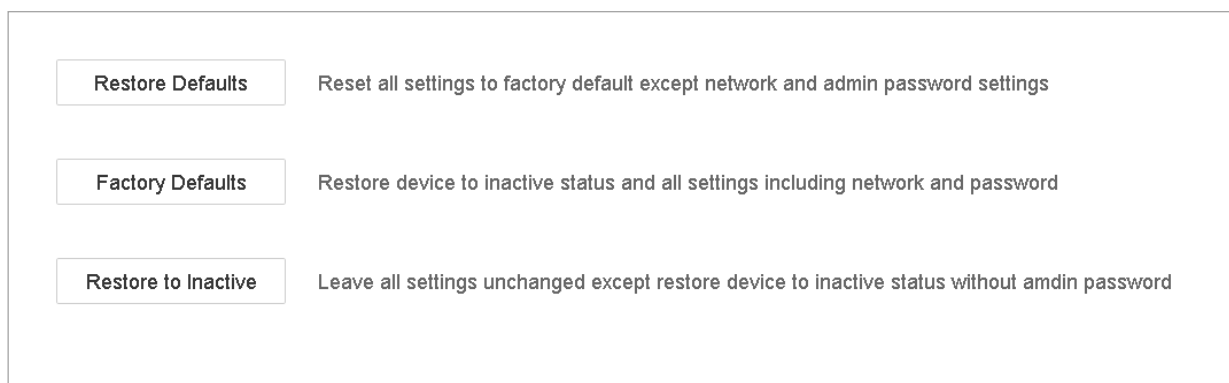 Restore Defaults Reset all settings to factory default except network and admin password settings
Factory Defaults Restore device to inactive status and all settings including network and password
Restore to Inactive Leave all settings unchanged except restore device to inactive status without amdin password